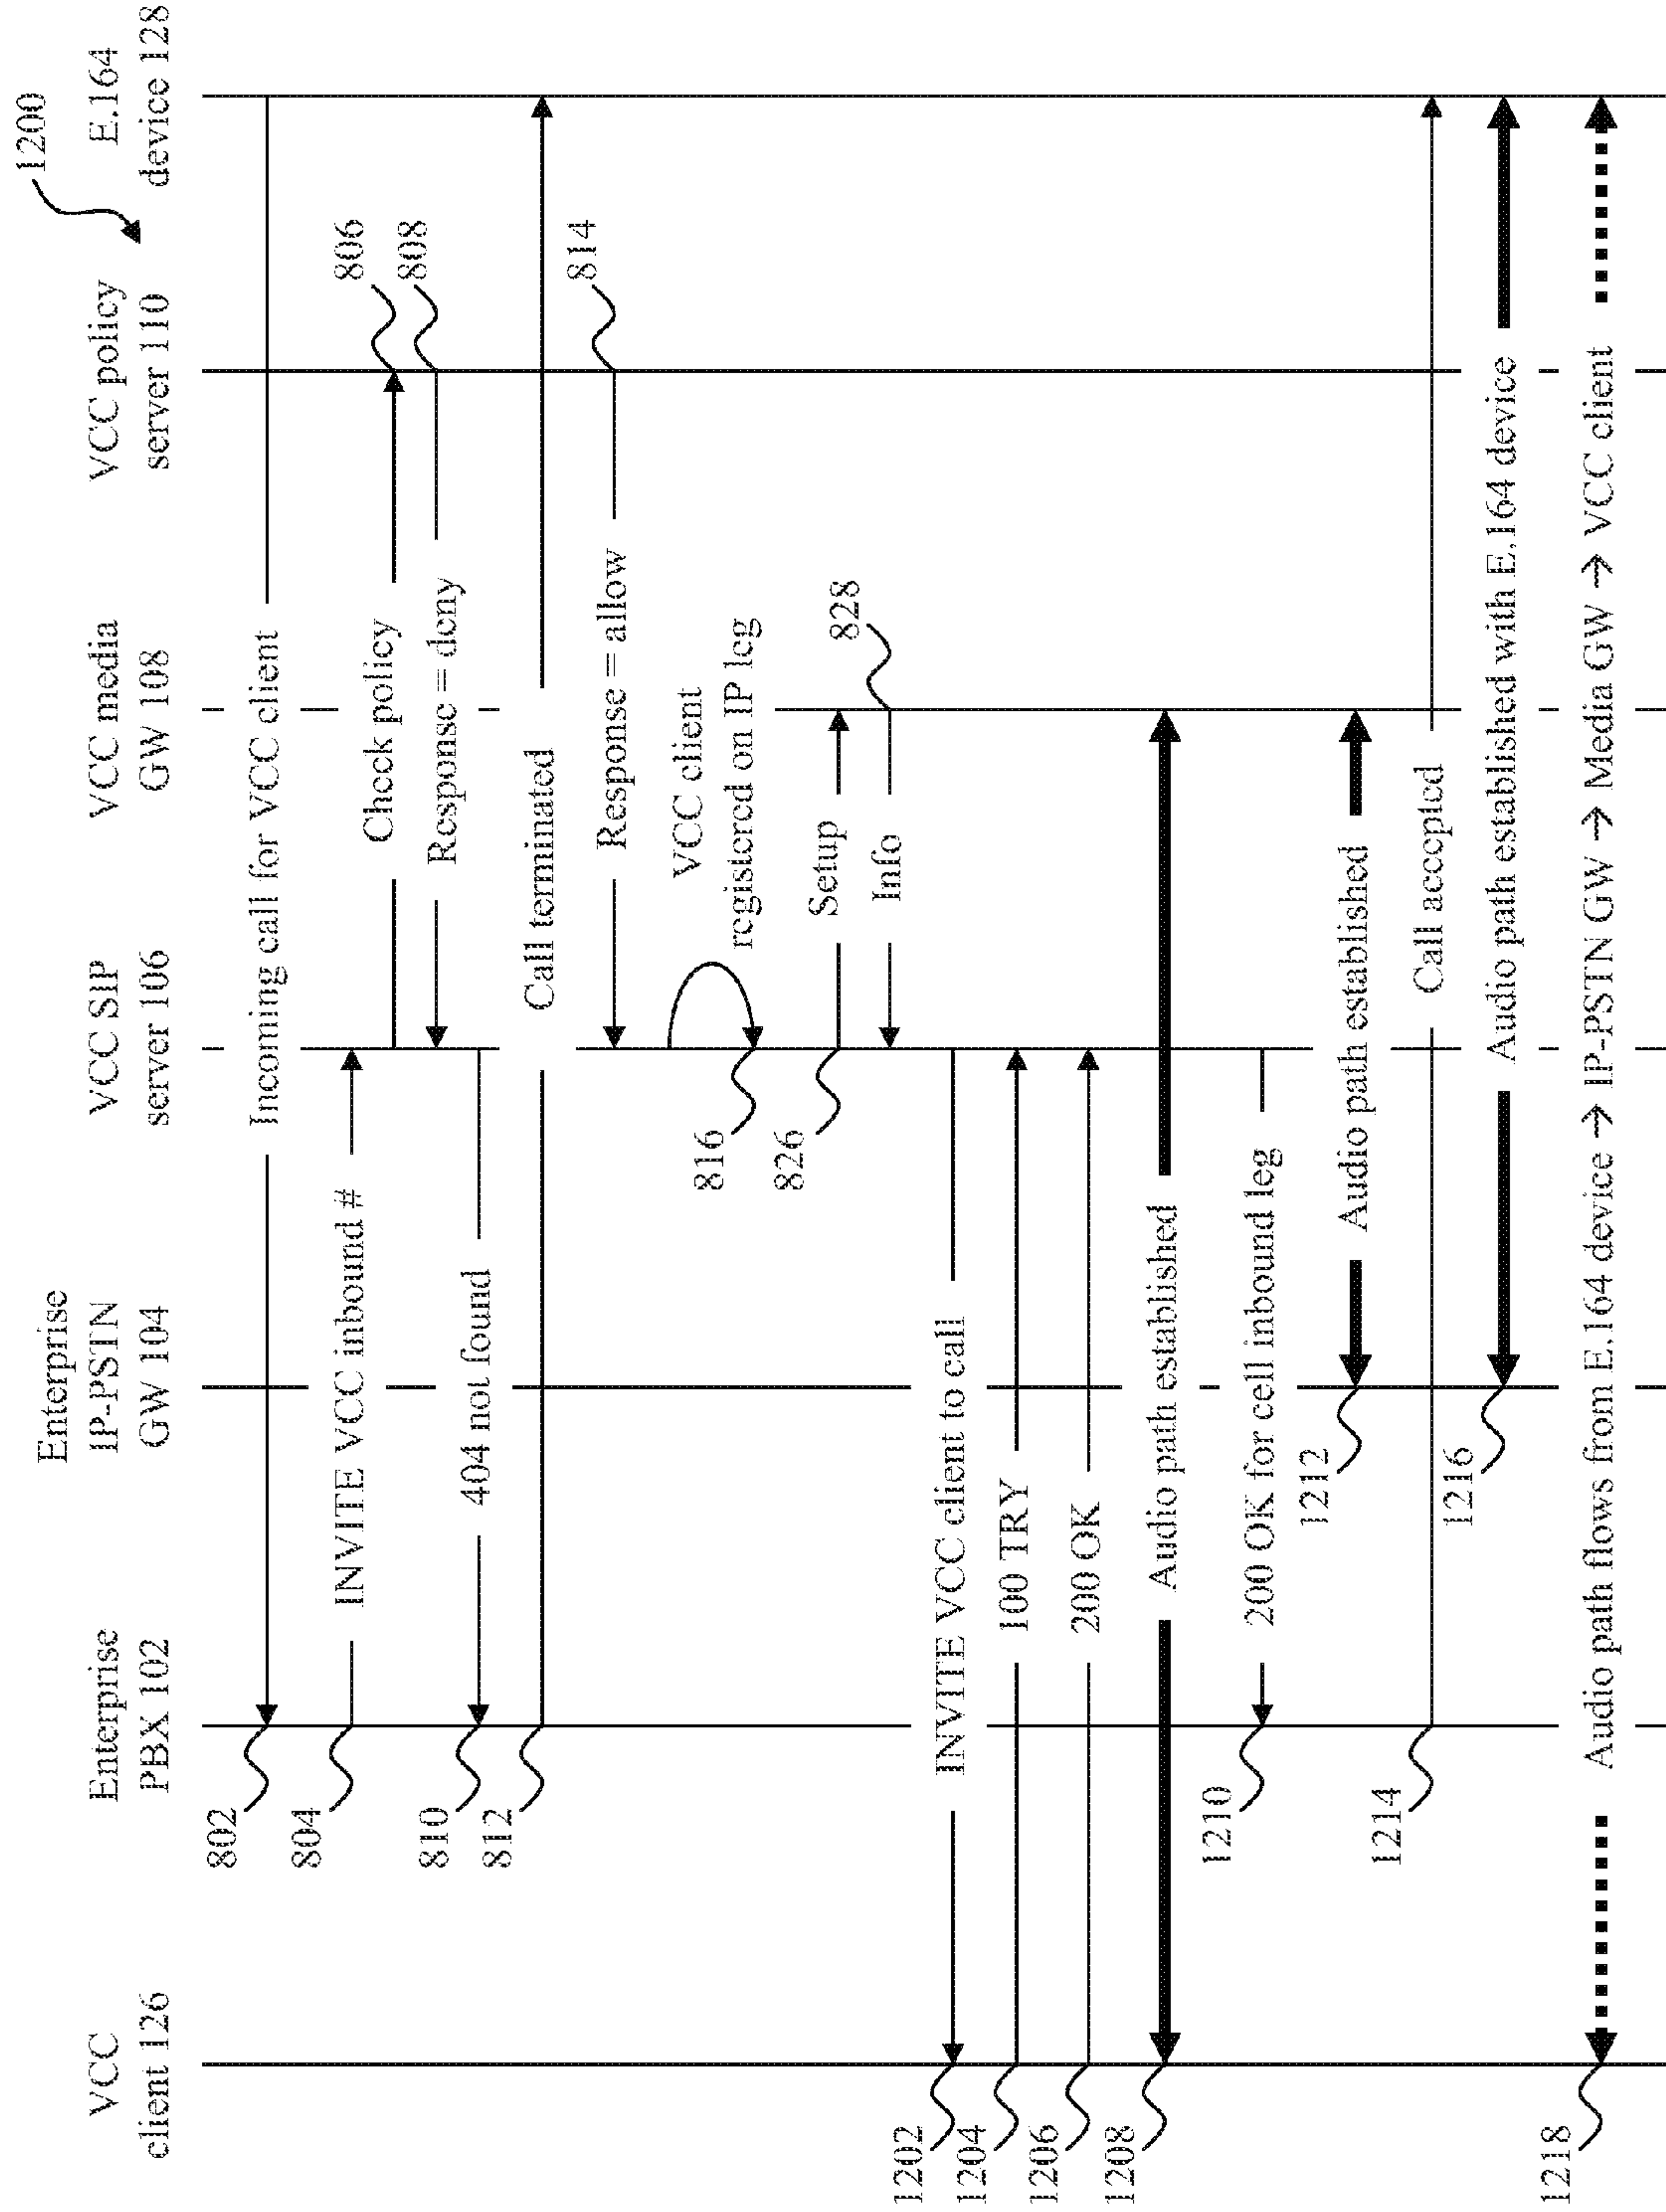 1200
VCC
client 126
Enterprise
PBX 102
Enterprise
IP-PSTN
GW 104
VCC SIP
server 106
VCC media
GW 108
VCC policy
server 110
E.164
device 128
802
Incoming call for VCC client
804
INVITE VCC inbound #
Check policy
806
Response = deny
808
810
404 not found
812
Call terminated
Response = allow
814
816
VCC client
registered on IP leg
826
Setup
Info
828
1202
INVITE VCC client to call
1204
100 TRY
1206
200 OK
1208
Audio path established
1210
200 OK for cell inbound leg
1212
Audio path established
1214
Call accepted
1216
Audio path established with E.164 device
1218
Audio path flows from E.164 device → IP-PSTN GW → Media GW → VCC client